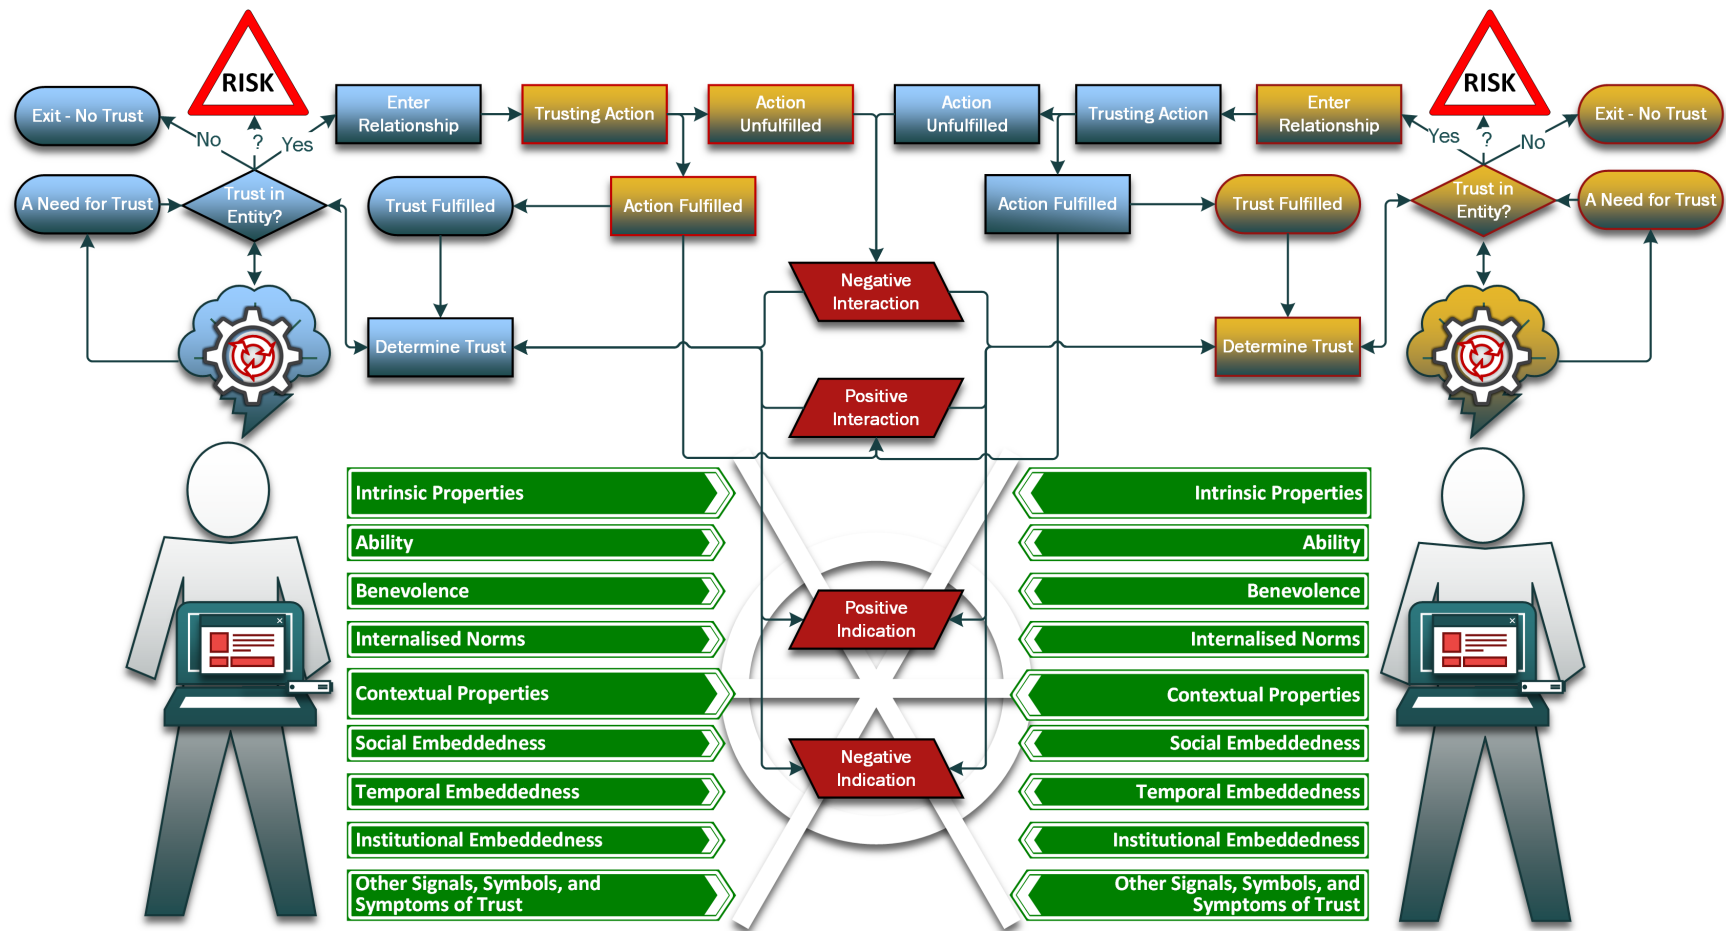 RISK
RISK
Exit - No Trust
Enter
Relationship
Trusting Action
Action
Unfulfilled
Action
Unfulfilled
Trusting Action
Enter
Relationship
Exit - No Trust
No
?
Yes
Yes
?
No
A Need for Trust
Trust in
Entity?
Trust Fulfilled
Action Fulfilled
Action Fulfilled
Trust Fulfilled
Trust in
Entity?
A Need for Trust
Negative
Interaction
Determine Trust
Determine Trust
Positive
Interaction
Intrinsic Properties
Intrinsic Properties
Ability
Ability
Benevolence
Benevolence
Positive
Indication
Internalised Norms
Internalised Norms
Contextual Properties
Contextual Properties
Social Embeddedness
Social Embeddedness
Negative
Indication
Temporal Embeddedness
Temporal Embeddedness
Institutional Embeddedness
Institutional Embeddedness
Other Signals, Symbols, and
Symptoms of Trust
Other Signals, Symbols, and
Symptoms of Trust